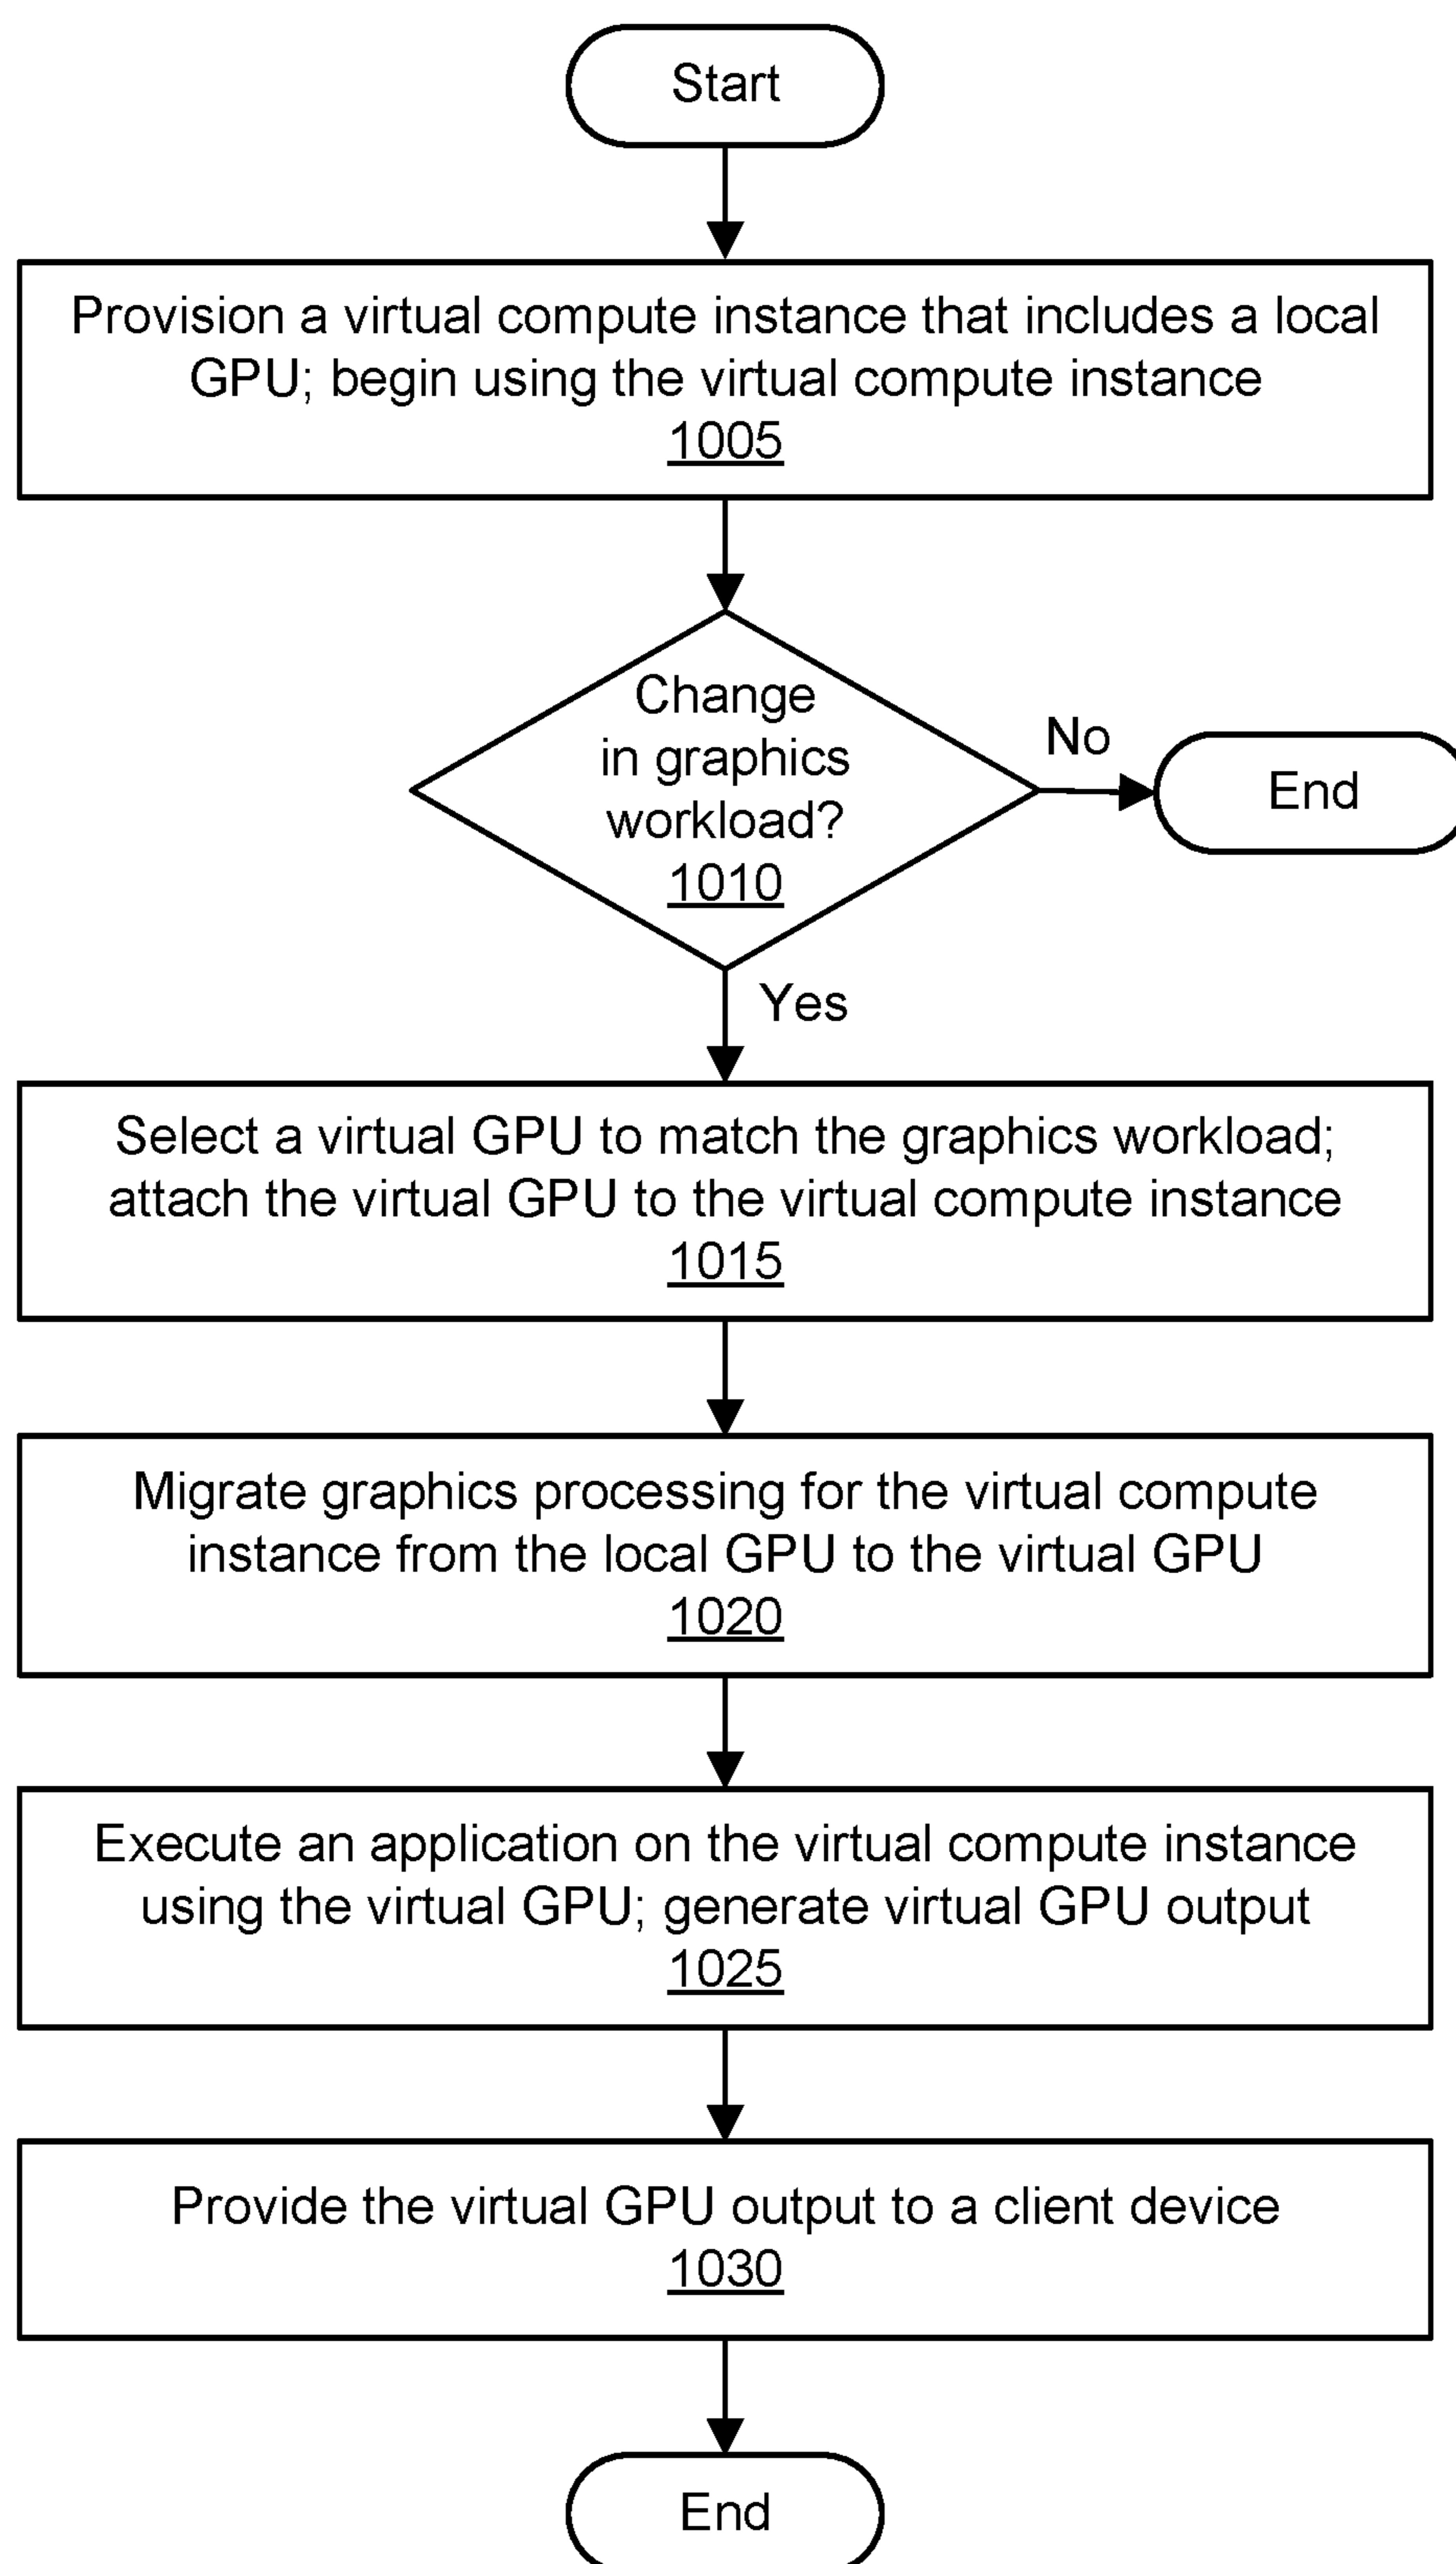 Start
Provision a virtual compute instance that includes a local
GPU; begin using the virtual compute instance
1005
Change
in graphics
workload?
1010
No
End
Yes
Select a virtual GPU to match the graphics workload;
attach the virtual GPU to the virtual compute instance
1015
Migrate graphics processing for the virtual compute
instance from the local GPU to the virtual GPU
1020
Execute an application on the virtual compute instance
using the virtual GPU; generate virtual GPU output
1025
Provide the virtual GPU output to a client device
1030
End